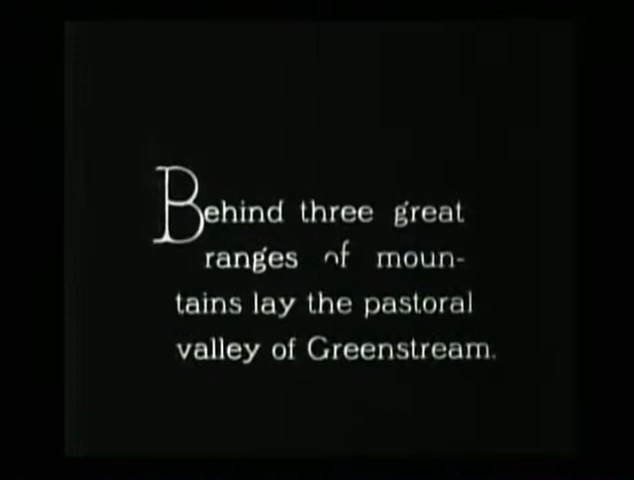 Behind three great
ranges of moun-
tains lay the pastoral
valley of Greenstream.